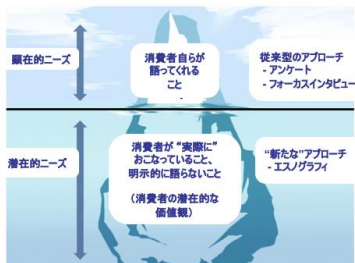 顕在的ニーズ
消費者自らが
語ってくれる
こと
従来型のアプローチ
- アンケート
- フォーカスインタビュー
潜在的ニーズ
消費者が“実際に”
おこなっていること、
明示的に語らないこと
（消費者の潜在的な
価値観）
“新たな”アプローチ
- エスノグラフィ